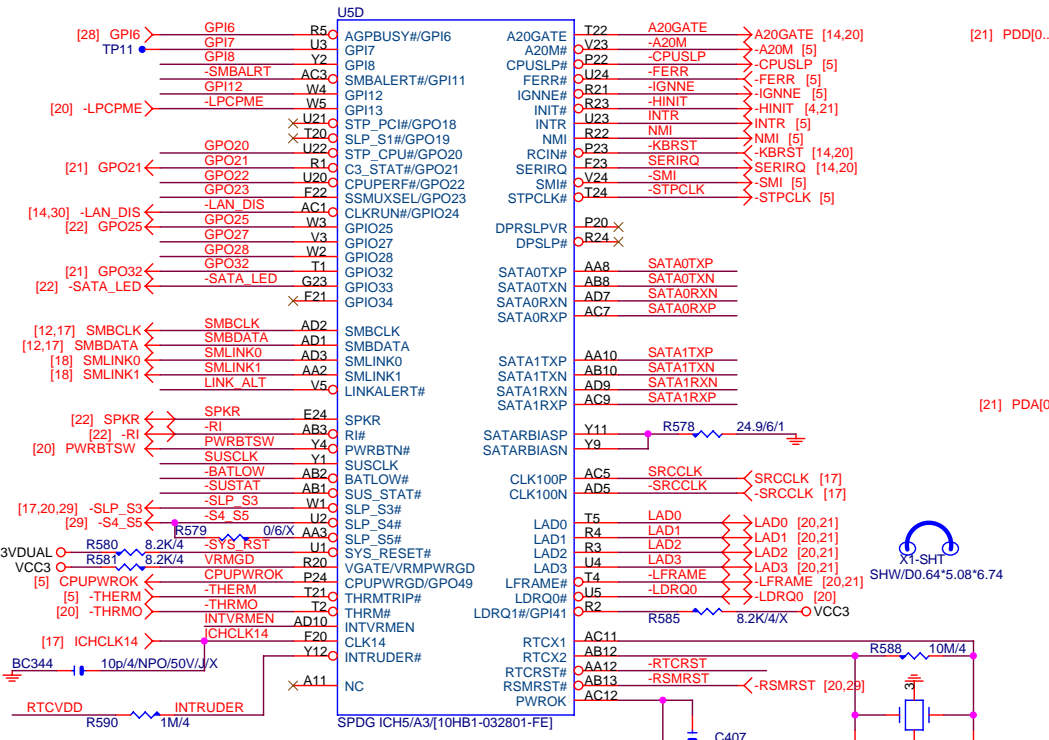 U5D
[28] GPI6 GPI6 R5 AGPBUSY#/GPI6 A20GATE T22 A20GATE A20GATE [14,20] [21] PDD[0..
TP11 GPI7 U3 GPI7 A20M# V23 -A20M -A20M [5]
GPI8 Y2 GPI8 CPUSLP# P22 -CPUSLP -CPUSLP [5]
-SMBALRT AC3 SMBALERT#/GPI11 FERR# U24 -FERR -FERR [5]
GPI12 W4 GPI12 IGNNE# R21 -IGNNE -IGNNE [5]
[20] -LPCPME -LPCPME W5 GPI13 INIT# R23 -HINIT -HINIT [4,21]
U21 STP_PCI#/GPO18 INTR U23 INTR INTR [5]
T20 SLP_S1#/GPO19 NMI R22 NMI NMI [5]
GPO20 U22 STP_CPU#/GPO20 RCIN# P23 -KBRST -KBRST [14,20]
[21] GPO21 GPO21 R1 C3_STAT#/GPO21 SERIRQ F23 SERIRQ SERIRQ [14,20]
GPO22 U20 CPUPERF#/GPO22 SMI# V24 -SMI -SMI [5]
GPO23 F22 SSMUXSEL/GPO23 STPCLK# T24 -STPCLK -STPCLK [5]
[14,30] -LAN_DIS -LAN_DIS AC1 CLKRUN#/GPIO24
[22] GPO25 GPO25 W3 GPIO25 DPRSLPVR P20
GPO27 V3 GPIO27 DPSLP# R24
GPO28 W2 GPIO28
[21] GPO32 GPO32 T1 GPIO32 SATA0TXP AA8 SATA0TXP
[22] -SATA_LED -SATA_LED G23 GPIO33 SATA0TXN AB8 SATA0TXN
F21 GPIO34 SATA0RXN AD7 SATA0RXN
SATA0RXP AC7 SATA0RXP
[12,17] SMBCLK SMBCLK AD2 SMBCLK
[12,17] SMBDATA SMBDATA AD1 SMBDATA
[18] SMLINK0 SMLINK0 AD3 SMLINK0 SATA1TXP AA10 SATA1TXP
[18] SMLINK1 SMLINK1 AA2 SMLINK1 SATA1TXN AB10 SATA1TXN
LINK_ALT V5 LINKALERT# SATA1RXN AD9 SATA1RXN
SATA1RXP AC9 SATA1RXP [21] PDA[0
[22] SPKR SPKR E24 SPKR
[22] -RI -RI AB3 RI# SATARBIASP Y11 R578 24.9/6/1
[20] PWRBTSW PWRBTSW Y4 PWRBTN# SATARBIASN Y9
SUSCLK Y1 SUSCLK
-BATLOW AB2 BATLOW# CLK100P AC5 SRCCLK SRCCLK [17]
-SUSTAT AB1 SUS_STAT# CLK100N AD5 -SRCCLK -SRCCLK [17]
[17,20,29] -SLP_S3 -SLP_S3 W1 SLP_S3#
[29] -S4_S5 -S4_S5 U2 SLP_S4# LAD0 T5 LAD0 LAD0 [20,21]
R579 0/6/X AA3 SLP_S5# LAD1 R4 LAD1 LAD1 [20,21]
3VDUAL R580 8.2K/4 -SYS_RST U1 SYS_RESET# LAD2 R3 LAD2 LAD2 [20,21]
VCC3 R581 8.2K/4 VRMGD R20 VGATE/VRMPWRGD LAD3 U4 LAD3 LAD3 [20,21]
X1-SHT
SHW/D0.64*5.08*6.74
[5] CPUPWROK CPUPWROK P24 CPUPWRGD/GPO49 LFRAME# T4 -LFRAME -LFRAME [20,21]
[5] -THERM -THERM T21 THRMTRIP# LDRQ0# U5 -LDRQ0 -LDRQ0 [20]
[20] -THRMO -THRMO T2 THRM# LDRQ1#/GPI41 R2 R585 8.2K/4/X VCC3
INTVRMEN AD10 INTVRMEN
[17] ICHCLK14 ICHCLK14 F20 CLK14 RTCX1 AC11
Y12 INTRUDER# RTCX2 AB12 R588 10M/4
BC344 10p/4/NPO/50V/J/X RTCRST# AA12 -RTCRST
A11 NC RSMRST# AB13 -RSMRST -RSMRST [20,29] 3
PWROK AC12
RTCVDD R590 1M/4 INTRUDER
SPDG ICH5/A3/[10HB1-032801-FE]
C407